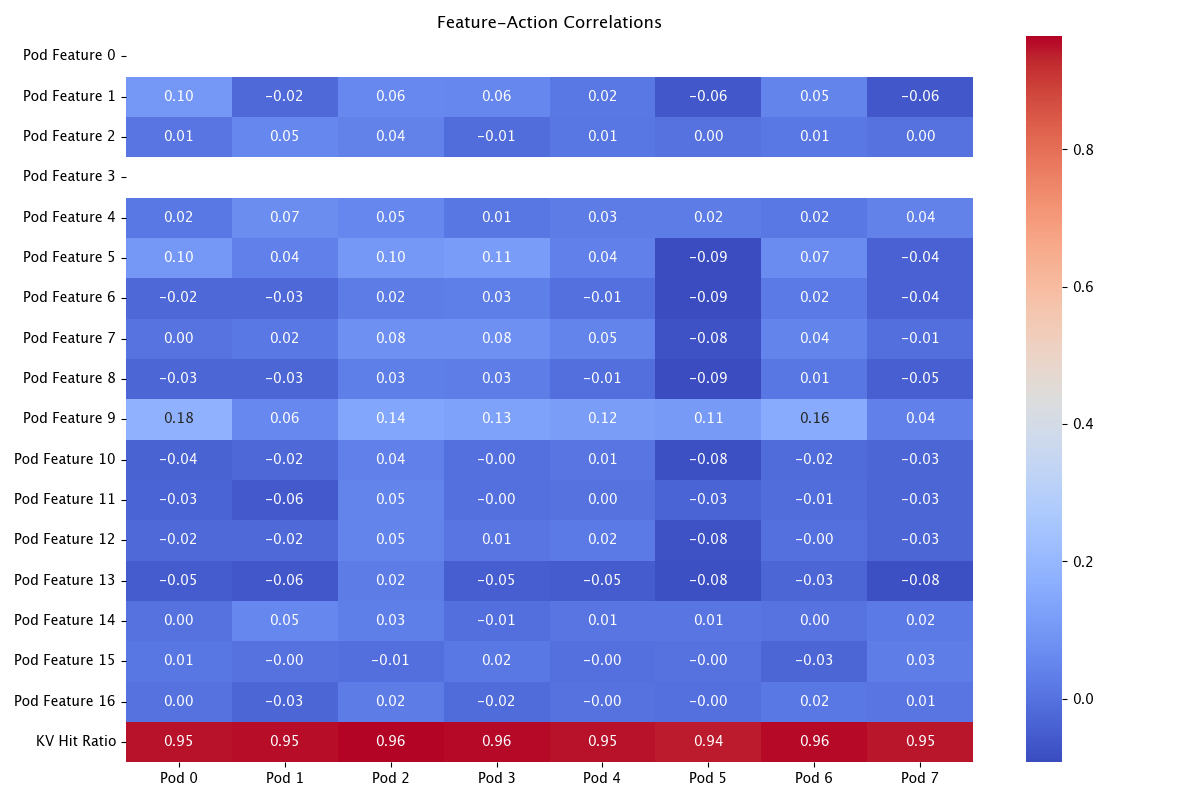 Feature-Action Correlations
Pod Feature 0
Pod Feature 1 0.10 −0.02 0.06 0.06 0.02 −0.06 0.05 −0.06
Pod Feature 2 0.01 0.05 0.04 −0.01 0.01 0.00 0.01 0.00
Pod Feature 3
Pod Feature 4 0.02 0.07 0.05 0.01 0.03 0.02 0.02 0.04
Pod Feature 5 0.10 0.04 0.10 0.11 0.04 −0.09 0.07 −0.04
Pod Feature 6 −0.02 −0.03 0.02 0.03 −0.01 −0.09 0.02 −0.04
Pod Feature 7 0.00 0.02 0.08 0.08 0.05 −0.08 0.04 −0.01
Pod Feature 8 −0.03 −0.03 0.03 0.03 −0.01 −0.09 0.01 −0.05
Pod Feature 9 0.18 0.06 0.14 0.13 0.12 0.11 0.16 0.04
Pod Feature 10 −0.04 −0.02 0.04 −0.00 0.01 −0.08 −0.02 −0.03
Pod Feature 11 −0.03 −0.06 0.05 −0.00 0.00 −0.03 −0.01 −0.03
Pod Feature 12 −0.02 −0.02 0.05 0.01 0.02 −0.08 −0.00 −0.03
Pod Feature 13 −0.05 −0.06 0.02 −0.05 −0.05 −0.08 −0.03 −0.08
Pod Feature 14 0.00 0.05 0.03 −0.01 0.01 0.01 0.00 0.02
Pod Feature 15 0.01 −0.00 −0.01 0.02 −0.00 −0.00 −0.03 0.03
Pod Feature 16 0.00 −0.03 0.02 −0.02 −0.00 −0.00 0.02 0.01
KV Hit Ratio 0.95 0.95 0.96 0.96 0.95 0.94 0.96 0.95
Pod 0 Pod 1 Pod 2 Pod 3 Pod 4 Pod 5 Pod 6 Pod 7
0.8
0.6
0.4
0.2
0.0